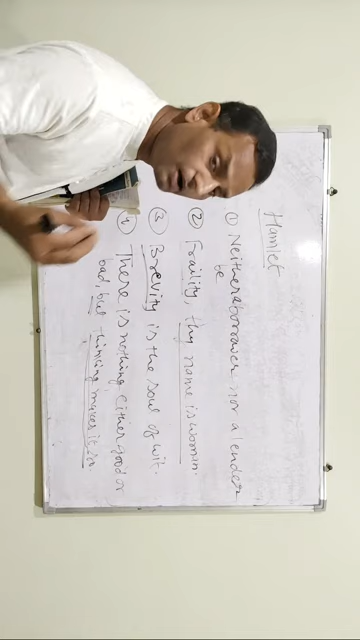 Hamlet
① Neither a borrower nor a lender
be
② Frailty, thy name is woman.
③ Brevity is the soul of wit.
There is nothing either good or
bad, but thinking makes it so.